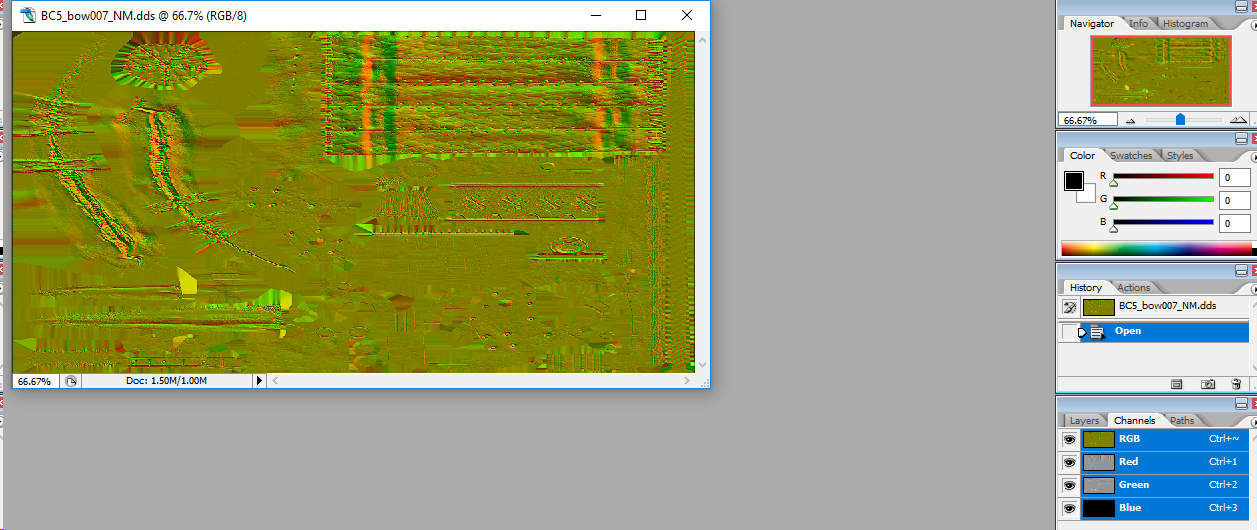 BC5_bow007_NM.dds @ 66.7% (RGB/8)
66.67%
Doc: 1.50M/1.00M
Navigator Info Histogram
66.67%
Color Swatches Styles
R 0
G 0
B 0
History Actions
BC5_bow007_NM.dds
Open
Layers Channels Paths
RGB Ctrl+~
Red Ctrl+1
Green Ctrl+2
Blue Ctrl+3